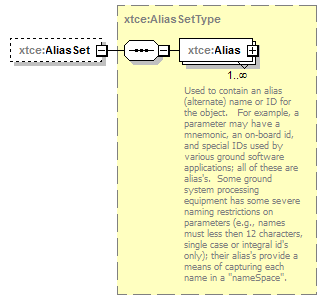 xtce:AliasSetType
xtce:AliasSet
xtce:Alias
1..∞
Used to contain an alias
(alternate) name or ID for
the object.  For example, a
parameter may have a
mnemonic, an on-board id,
and special IDs used by
various ground software
applications; all of these are
alias's.  Some ground
system processing
equipment has some severe
naming restrictions on
parameters (e.g., names
must less then 12 characters,
single case or integral id's
only); their alias's provide a
means of capturing each
name in a "nameSpace".